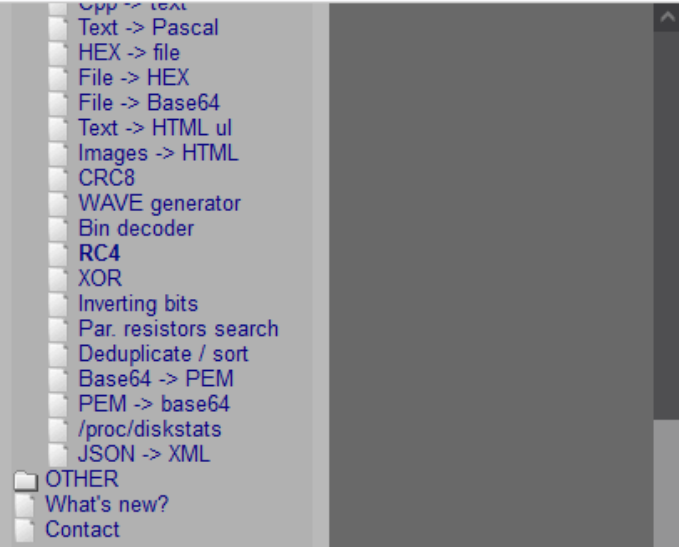 Cpp -> text
Text -> Pascal
HEX -> file
File -> HEX
File -> Base64
Text -> HTML ul
Images -> HTML
CRC8
WAVE generator
Bin decoder
RC4
XOR
Inverting bits
Par. resistors search
Deduplicate / sort
Base64 -> PEM
PEM -> base64
/proc/diskstats
JSON -> XML
OTHER
What's new?
Contact